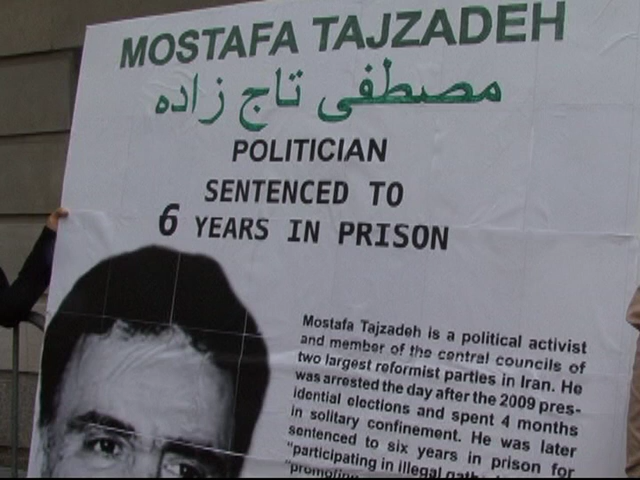 MOSTAFA TAJZADEH
مصطفی تاج زاده
POLITICIAN
SENTENCED TO
6 YEARS IN PRISON
Mostafa Tajzadeh is a political activist
and member of the central councils of
two largest reformist parties in Iran. He
was arrested the day after the 2009 pres-
idential elections and spent 4 months
in solitary confinement. He was later
sentenced to six years in prison for
"participating in illegal
"promoting